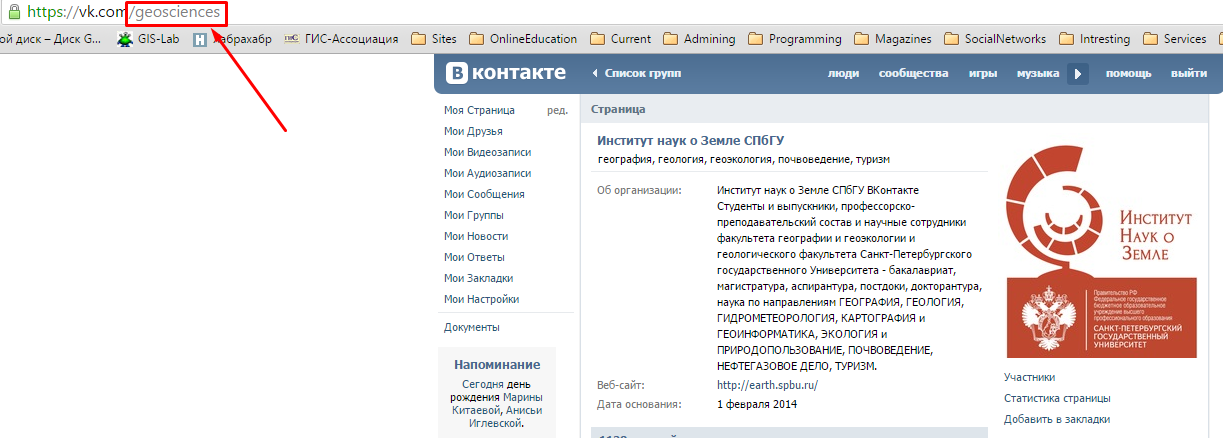 https://vk.com/geosciences
ой диск – Диск G...
GIS-Lab
Хабрахабр
ГИС-Ассоциация
Sites
OnlineEducation
Current
Admining
Programming
Magazines
SocialNetworks
Intresting
Services
В контакте
Список групп
люди
сообщества
игры
музыка
помощь
выйти
Моя Страница
ред.
Мои Друзья
Мои Видеозаписи
Мои Аудиозаписи
Мои Сообщения
Мои Группы
Мои Новости
Мои Ответы
Мои Закладки
Мои Настройки
Документы
Напоминание
Сегодня день
рождения Марины
Китаевой, Анисьи
Иглевской.
Страница
Институт наук о Земле СПбГУ
география, геология, геоэкология, почвоведение, туризм
Об организации:
Институт наук о Земле СПбГУ ВКонтакте
Студенты и выпускники, профессорско-
преподавательский состав и научные сотрудники
факультета географии и геоэкологии и
геологического факультета Санкт-Петербургского
государственного Университета - бакалавриат,
магистратура, аспирантура, постдоки, докторантура,
наука по направлениям ГЕОГРАФИЯ, ГЕОЛОГИЯ,
ГИДРОМЕТЕОРОЛОГИЯ, КАРТОГРАФИЯ и
ГЕОИНФОРМАТИКА, ЭКОЛОГИЯ и
ПРИРОДОПОЛЬЗОВАНИЕ, ПОЧВОВЕДЕНИЕ,
НЕФТЕГАЗОВОЕ ДЕЛО, ТУРИЗМ.
Веб-сайт:
http://earth.spbu.ru/
Дата основания:
1 февраля 2014
Институт
Наук о
Земле
Правительство РФ
Федеральное государственное
бюджетное образовательное
учреждение высшего
профессионального образования
САНКТ-ПЕТЕРБУРГСКИЙ
ГОСУДАРСТВЕННЫЙ
УНИВЕРСИТЕТ
Участники
Статистика страницы
Добавить в закладки